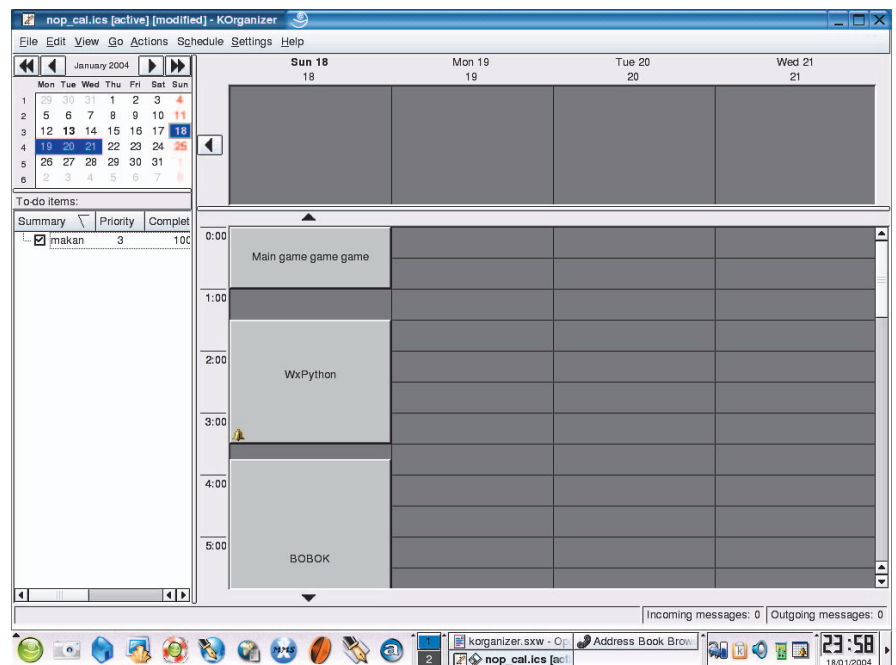 nop_cal.ics [active] [modified] - KOrganizer
File Edit View Go Actions Schedule Settings Help
January 2004
Mon Tue Wed Thu Fri Sat Sun
1 29 30 31 1 2 3 4
2 5 6 7 8 9 10 11
3 12 13 14 15 16 17 18
4 19 20 21 22 23 24 25
5 26 27 28 29 30 31 1
6 2 3 4 5 6 7 8
To-do items:
Summary Priority Complet
makan 3 100
Sun 18 Mon 19 Tue 20 Wed 21
18 19 20 21
0:00
Main game game game
1:00
2:00
WxPython
3:00
4:00
5:00
BOBOK
Incoming messages: 0 Outgoing messages: 0
1 korganizer.sxw - Op Address Book Brow 23:58
2 nop_cal.ics [act 18/01/2004